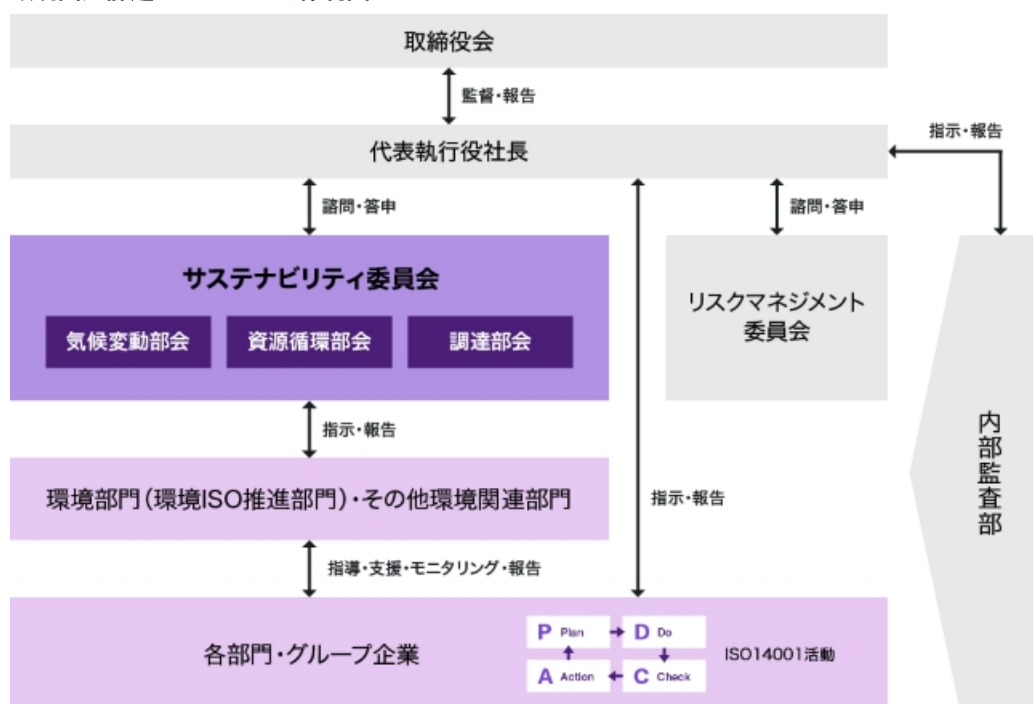 取締役会
監督・報告
代表執行役社長
指示・報告
諮問・答申
諮問・答申
サステナビリティ委員会
気候変動部会
資源循環部会
調達部会
リスクマネジメント
委員会
内部監査部
指示・報告
環境部門(環境ISO推進部門)・その他環境関連部門
指示・報告
指導・支援・モニタリング・報告
各部門・グループ企業
P Plan
D Do
A Action
C Check
ISO14001活動